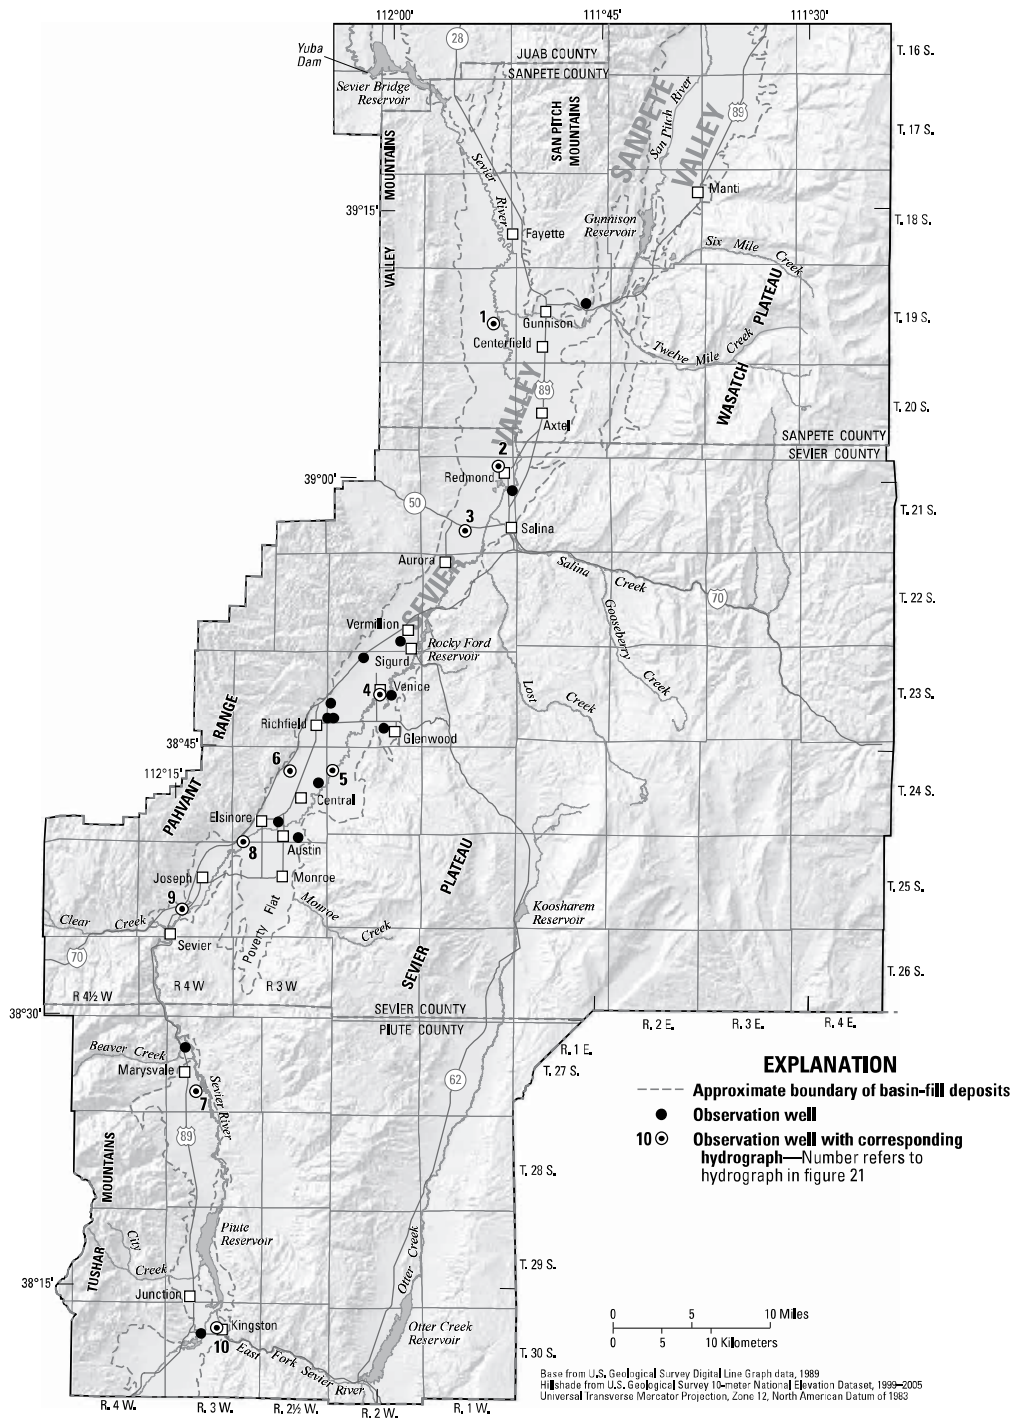 112°00'
111°45'
111°30'
Yuba
Dam
28
JUAB COUNTY
SANPETE COUNTY
T. 16 S.
Sevier Bridge
Reservoir
SAN PITCH
MOUNTAINS
SANPETE
VALLEY
San Pitch River
89
T. 17 S.
VALLEY MOUNTAINS
Sevier
River
Manti
39°15'
Gunnison
Reservoir
T. 18 S.
Fayette
Six Mile Creek
WASATCH PLATEAU
1
Gunnison
T. 19 S.
Centerfield
Twelve Mile Creek
SEVIER VALLEY
89
T. 20 S.
Axtel
SANPETE COUNTY
SEVIER COUNTY
2
Redmond
39°00'
50
3
T. 21 S.
Salina
Aurora
Salina Creek
70
T. 22 S.
Gooseberry
Creek
Vermillion
Rocky Ford
Reservoir
Sigurd
4
Venice
Lost Creek
T. 23 S.
PAHVANT RANGE
Richfield
Glenwood
38°45'
112°15'
6
5
Central
T. 24 S.
Elsinore
8
Austin
Joseph
Monroe
SEVIER PLATEAU
T. 25 S.
9
Poverty Flat
Monroe
Creek
Koosharem
Reservoir
Clear Creek
Sevier
70
T. 26 S.
R 4½ W
R 4 W
R 3 W
SEVIER COUNTY
PIUTE COUNTY
38°30'
R. 2 E.
R. 3 E.
R. 4 E.
R. 1 E.
T. 27 S.
Beaver Creek
Marysvale
7
Sevier River
62
89
TUSHAR MOUNTAINS
T. 28 S.
Piute
Reservoir
City
Creek
Otter Creek
T. 29 S.
38°15'
Junction
Kingston
10
East Fork Sevier River
Otter Creek
Reservoir
T. 30 S.
R. 4 W.
R. 3 W.
R. 2½ W.
R. 2 W.
R. 1 W.
EXPLANATION
Approximate boundary of basin-fill deposits
Observation well
10 Observation well with corresponding
hydrograph—Number refers to
hydrograph in figure 21
0 5 10 Miles
0 5 10 Kilometers
Base from U.S. Geological Survey Digital Line Graph data, 1989
Hillshade from U.S. Geological Survey 10-meter National Elevation Dataset, 1999–2005
Universal Transverse Mercator Projection, Zone 12, North American Datum of 1983